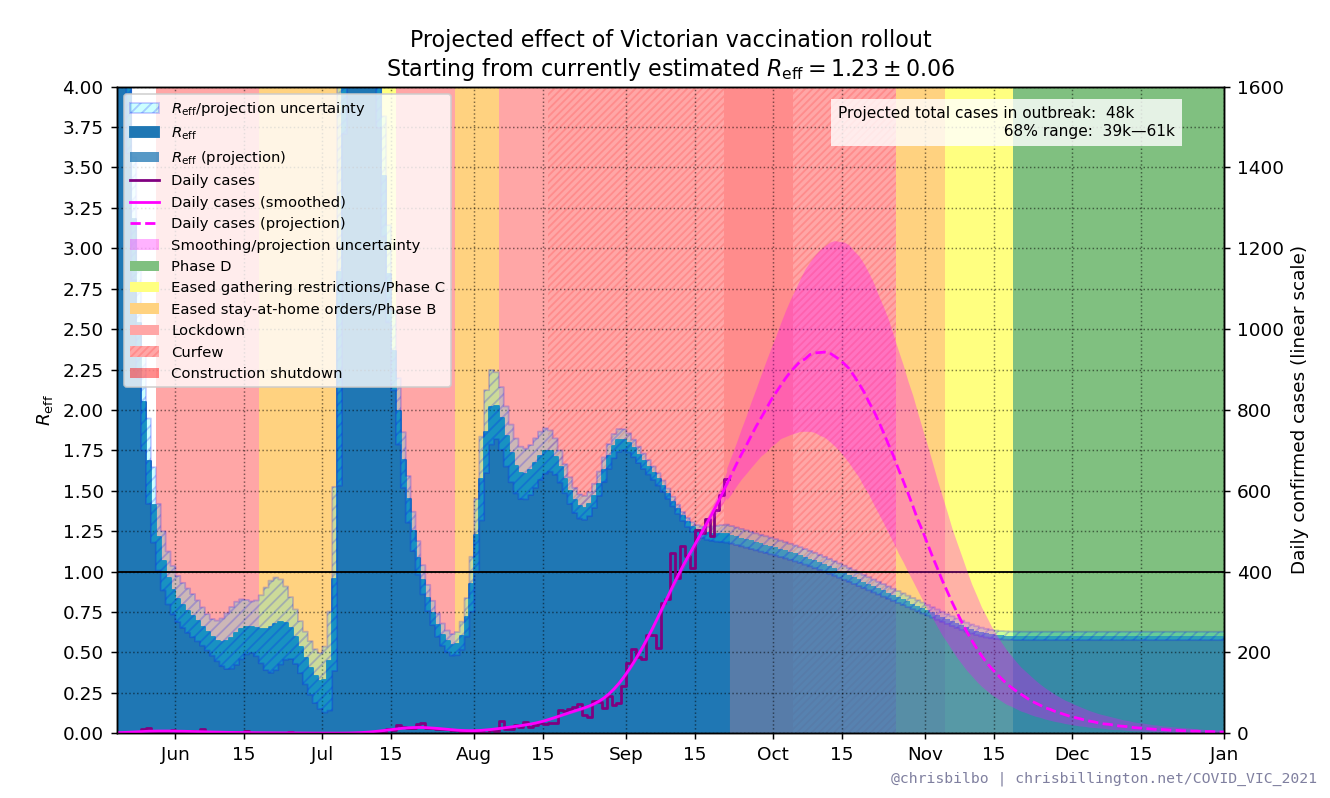 Projected effect of Victorian vaccination rollout
Starting from currently estimated R_eff = 1.23 ± 0.06
Projected total cases in outbreak: 48k
68% range: 39k—61k
R_eff/projection uncertainty
R_eff
R_eff (projection)
Daily cases
Daily cases (smoothed)
Daily cases (projection)
Smoothing/projection uncertainty
Phase D
Eased gathering restrictions/Phase C
Eased stay-at-home orders/Phase B
Lockdown
Curfew
Construction shutdown
R_eff
4.00
3.75
3.50
3.25
3.00
2.75
2.50
2.25
2.00
1.75
1.50
1.25
1.00
0.75
0.50
0.25
0.00
1600
1400
1200
1000
800
600
400
200
0
Daily confirmed cases (linear scale)
Jun 15 Jul 15 Aug 15 Sep 15 Oct 15 Nov 15 Dec 15 Jan
@chrisbilbo | chrisbillington.net/COVID_VIC_2021